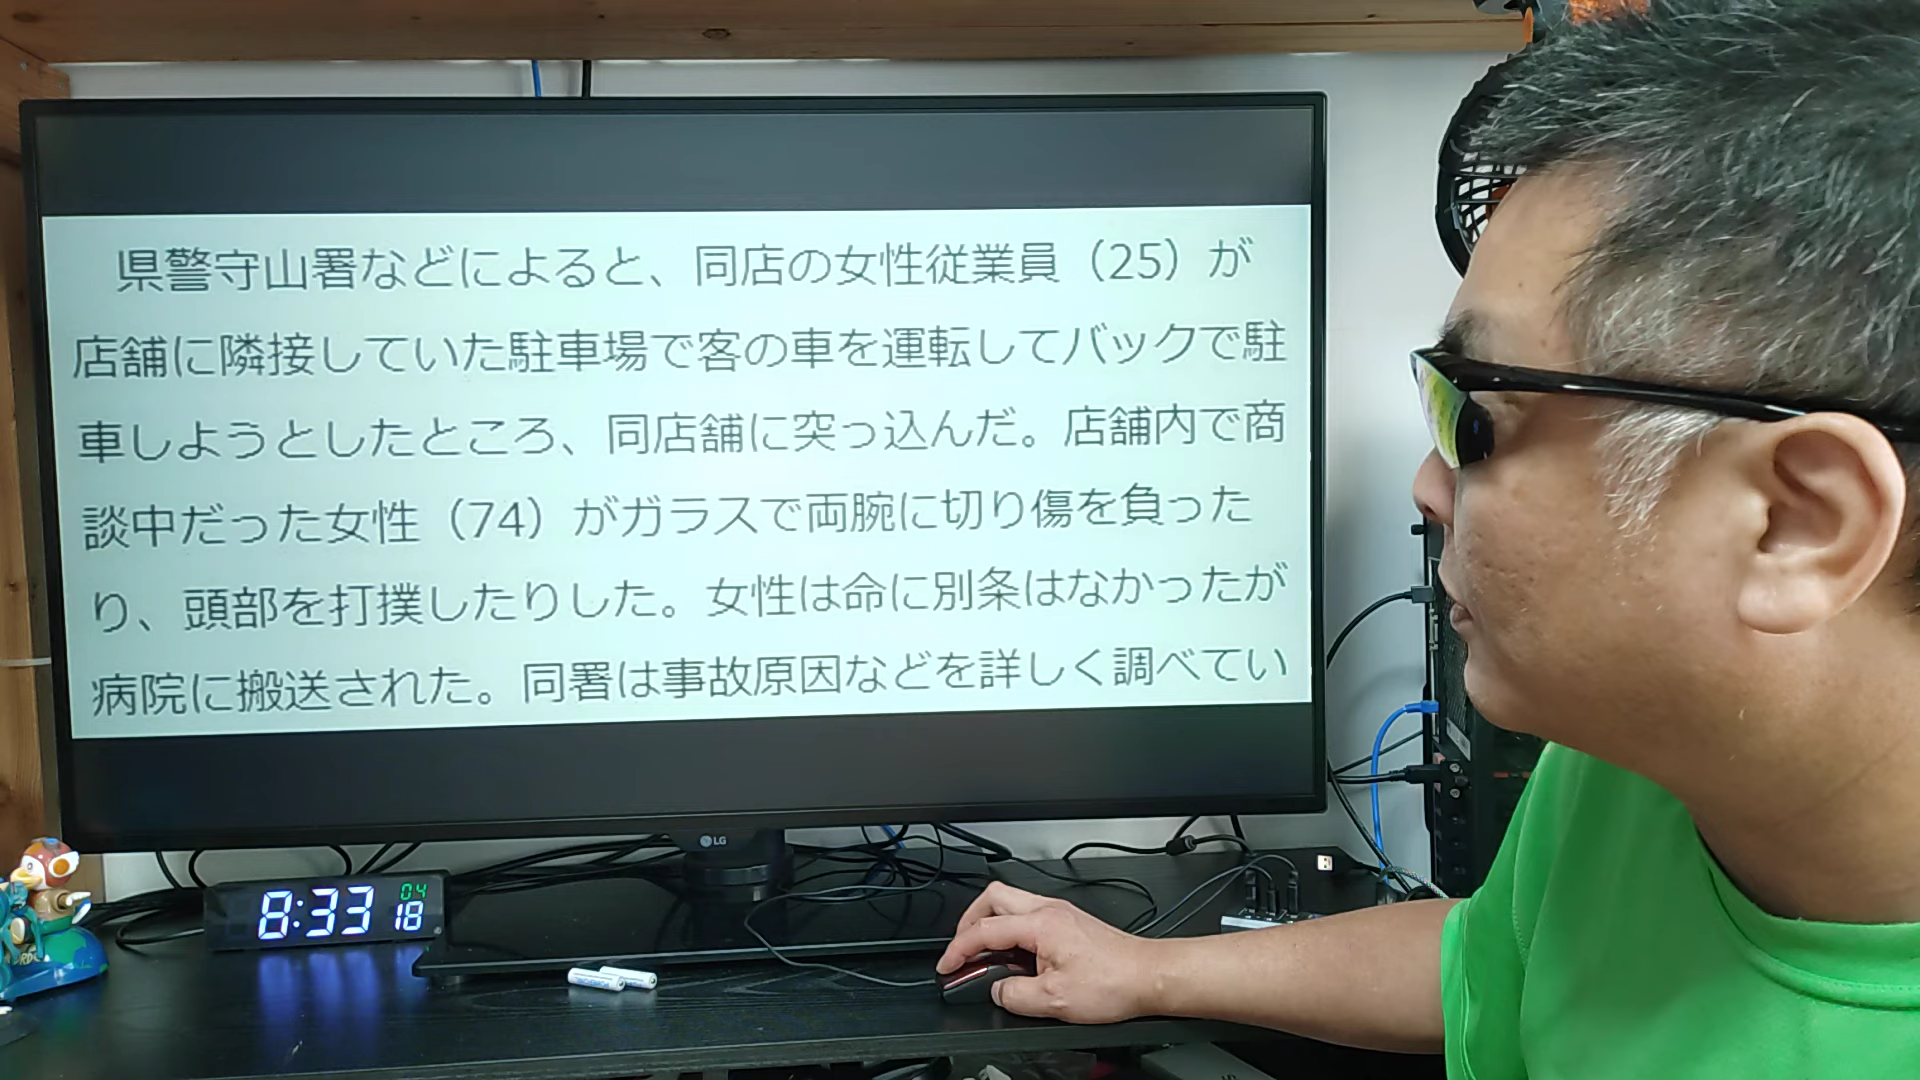 県警守山署などによると、同店の女性従業員（25）が
店舗に隣接していた駐車場で客の車を運転してバックで駐
車しようとしたところ、同店舗に突っ込んだ。店舗内で商
談中だった女性（74）がガラスで両腕に切り傷を負った
り、頭部を打撲したりした。女性は命に別条はなかったが
病院に搬送された。同署は事故原因などを詳しく調べてい
LG
8:33
04
18